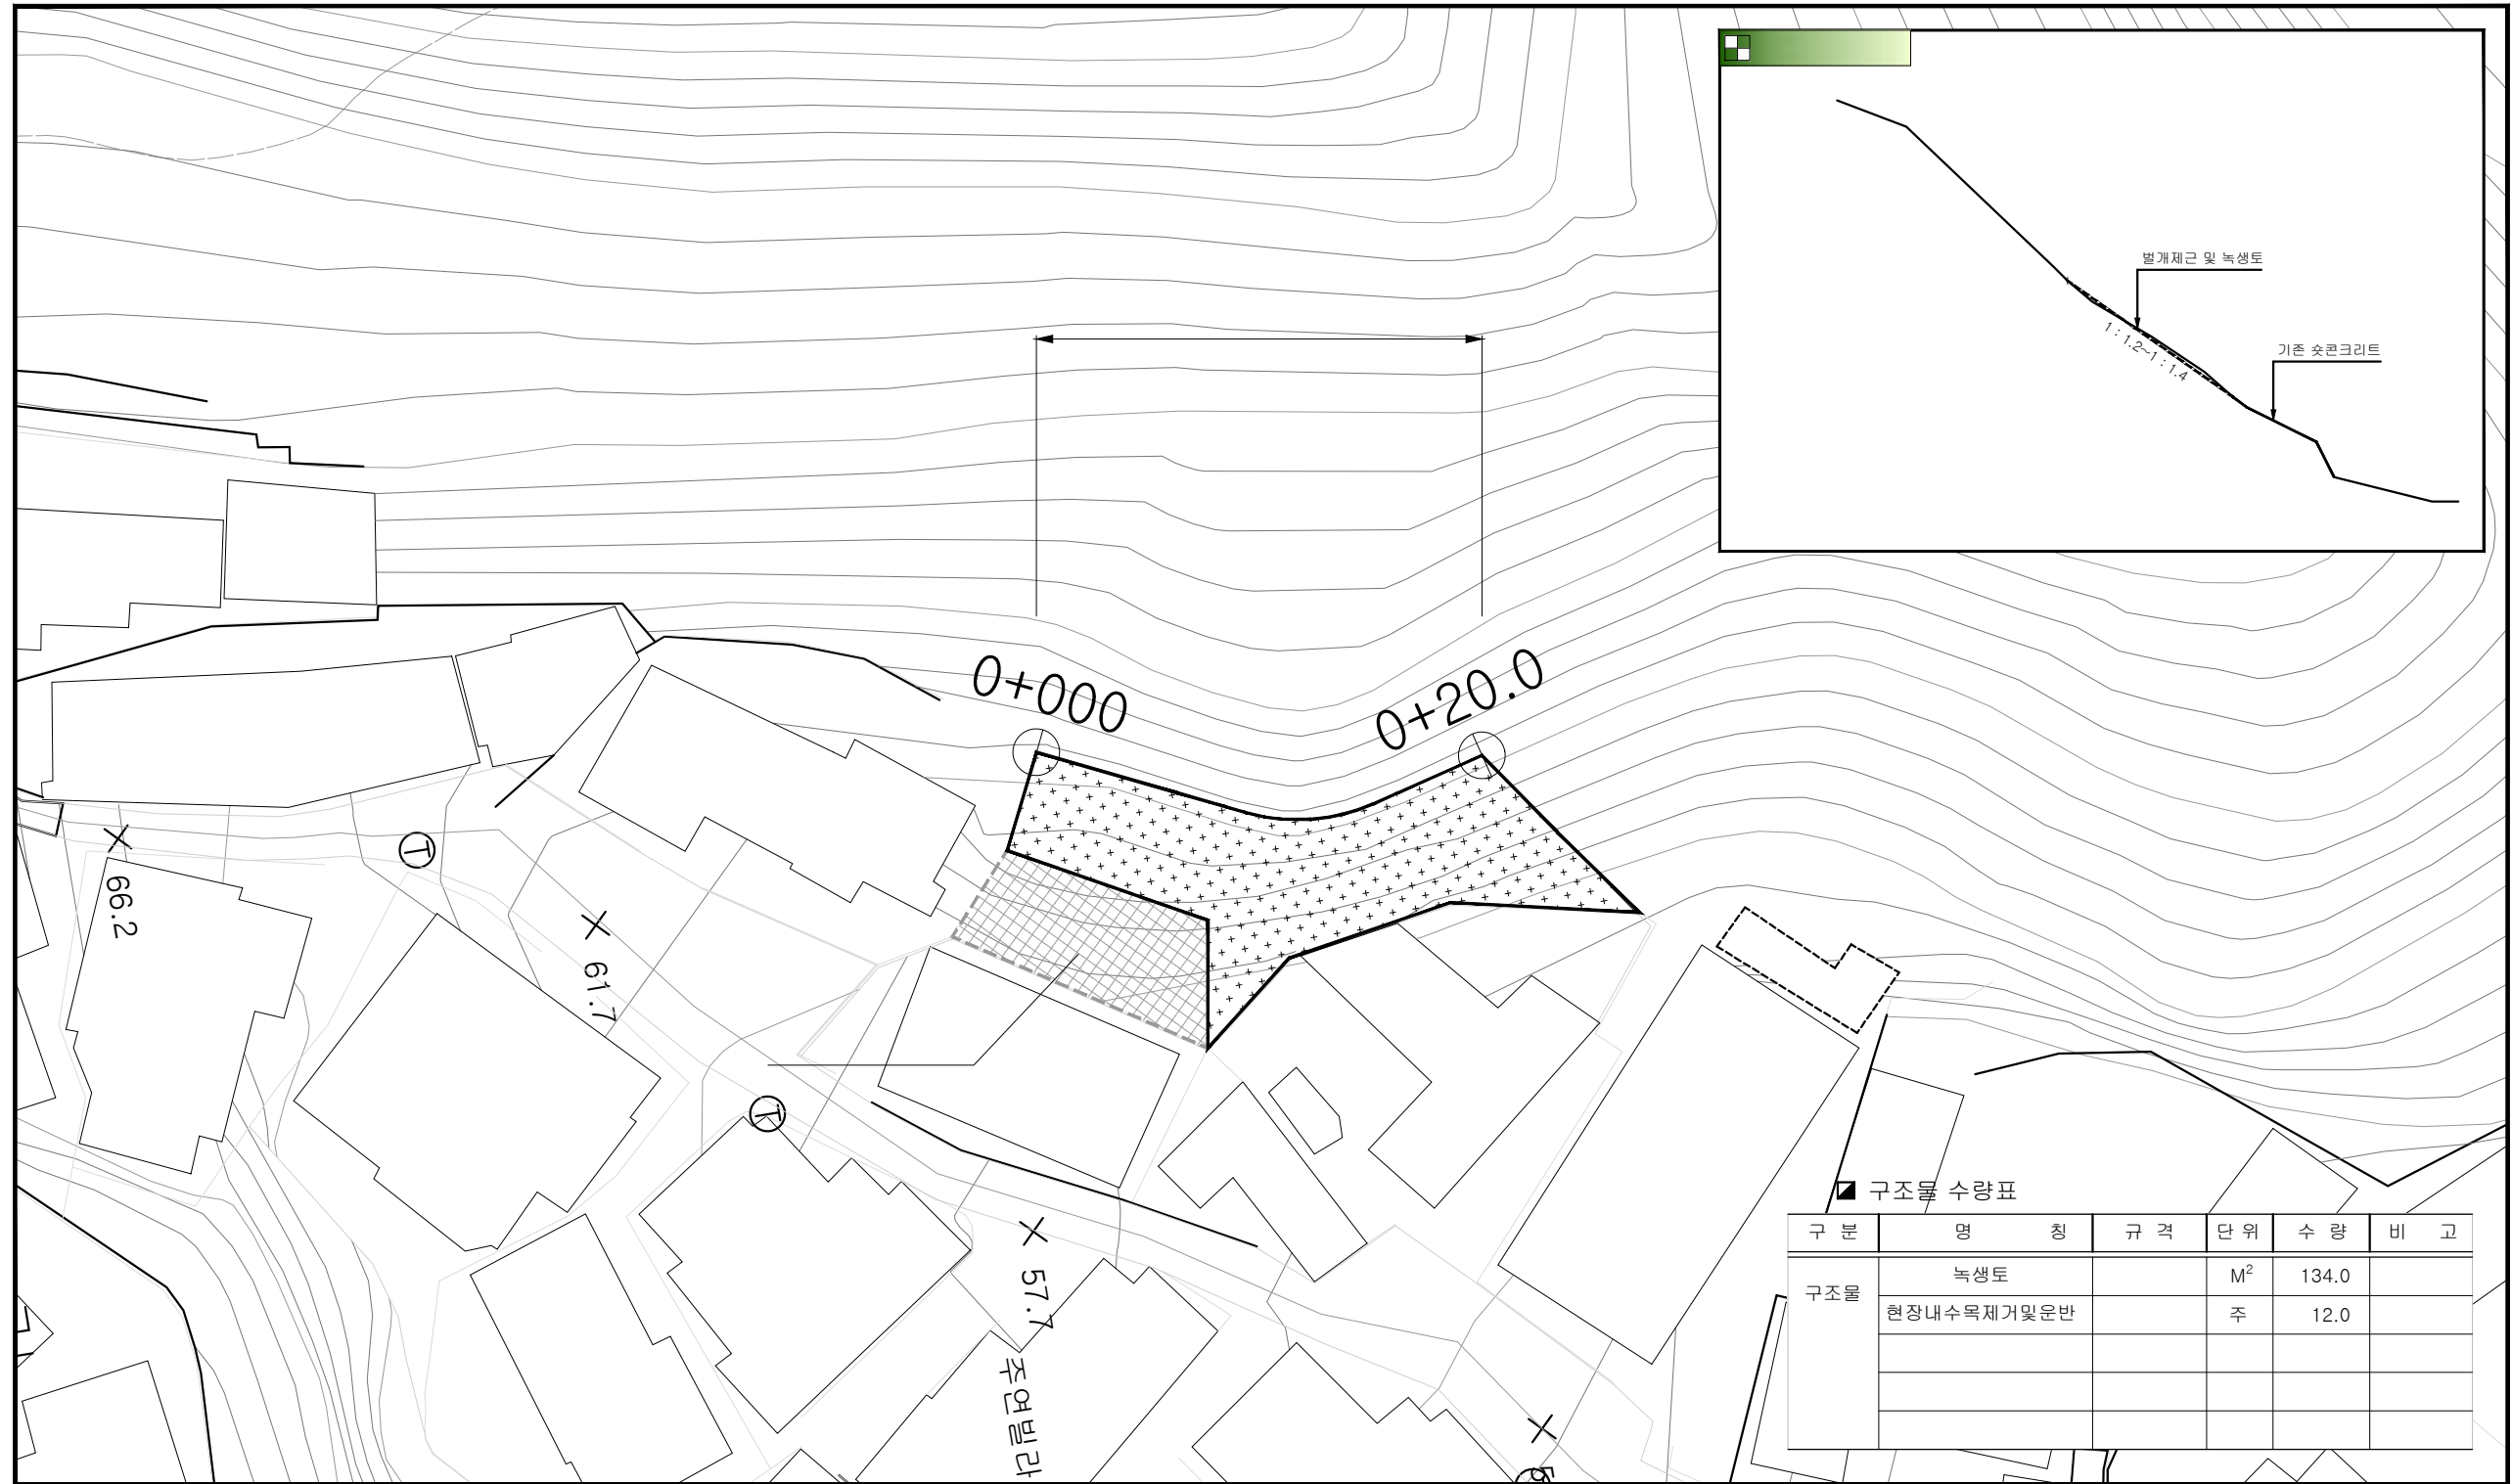 벌개제근 및 녹생토
기존 숏콘크리트
1 : 1.2~1 : 1.4
0+000
0+20.0
T
66.2
61.7
T
57.7
주연빌라
■ 구조물 수량표
구 분 명 칭 규 격 단 위 수 량 비 고
구조물 녹생토 M² 134.0
현장내수목제거및운반 주 12.0